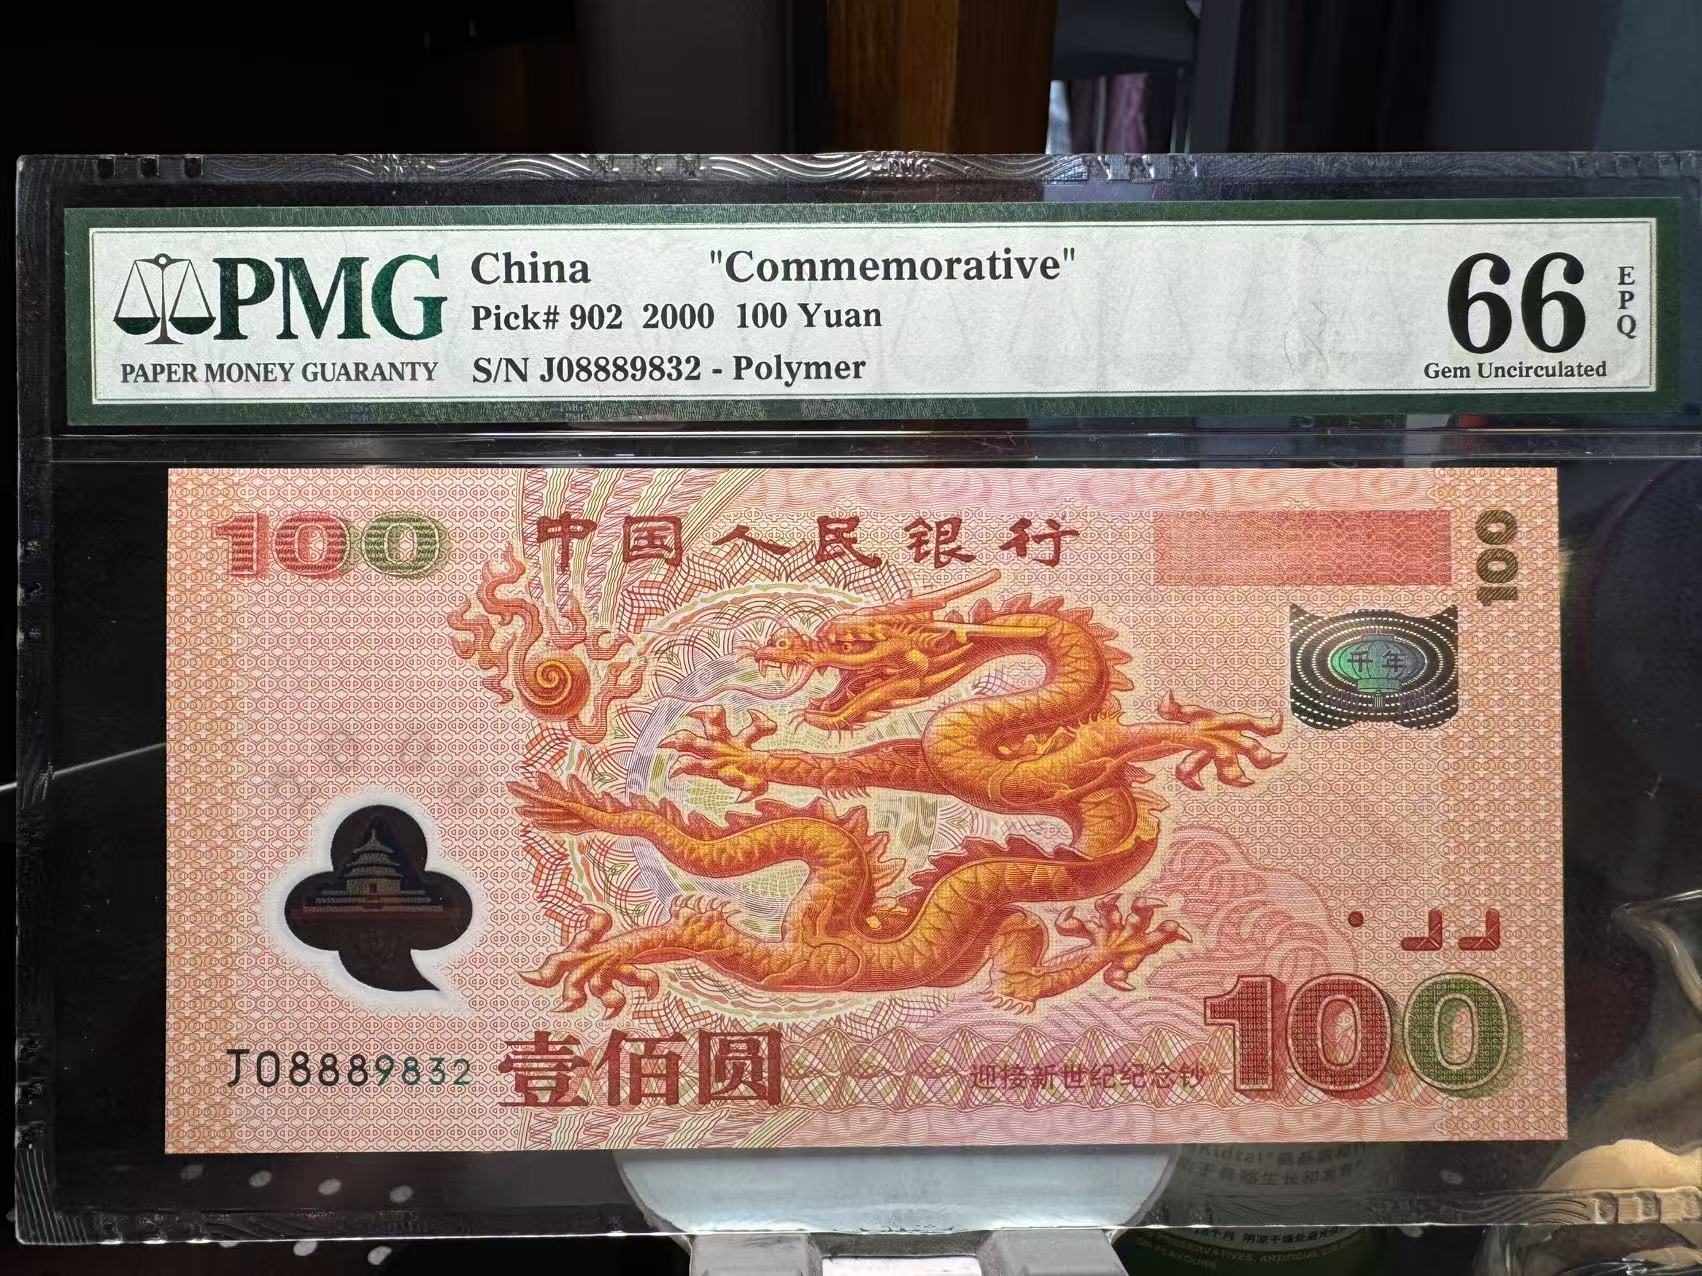 PMG
PAPER MONEY GUARANTY
China "Commemorative"
Pick# 902 2000 100 Yuan
S/N J08889832 - Polymer
66 EPQ
Gem Uncirculated
100
中国人民银行
100
千年
J08889832
壹佰圆
迎接新世纪纪念钞
100